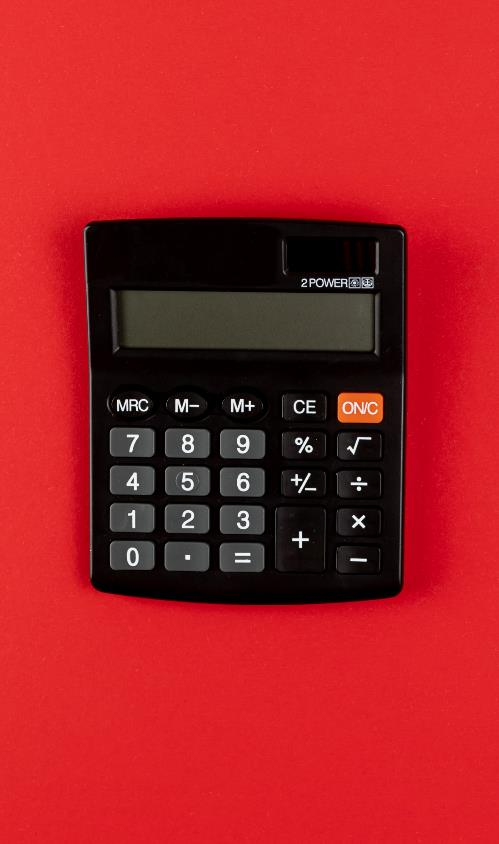 2 POWER
MRC M− M+ CE ON/C
7 8 9 % √
4 5 6 +/− ÷
1 2 3 + ×
0 . = −